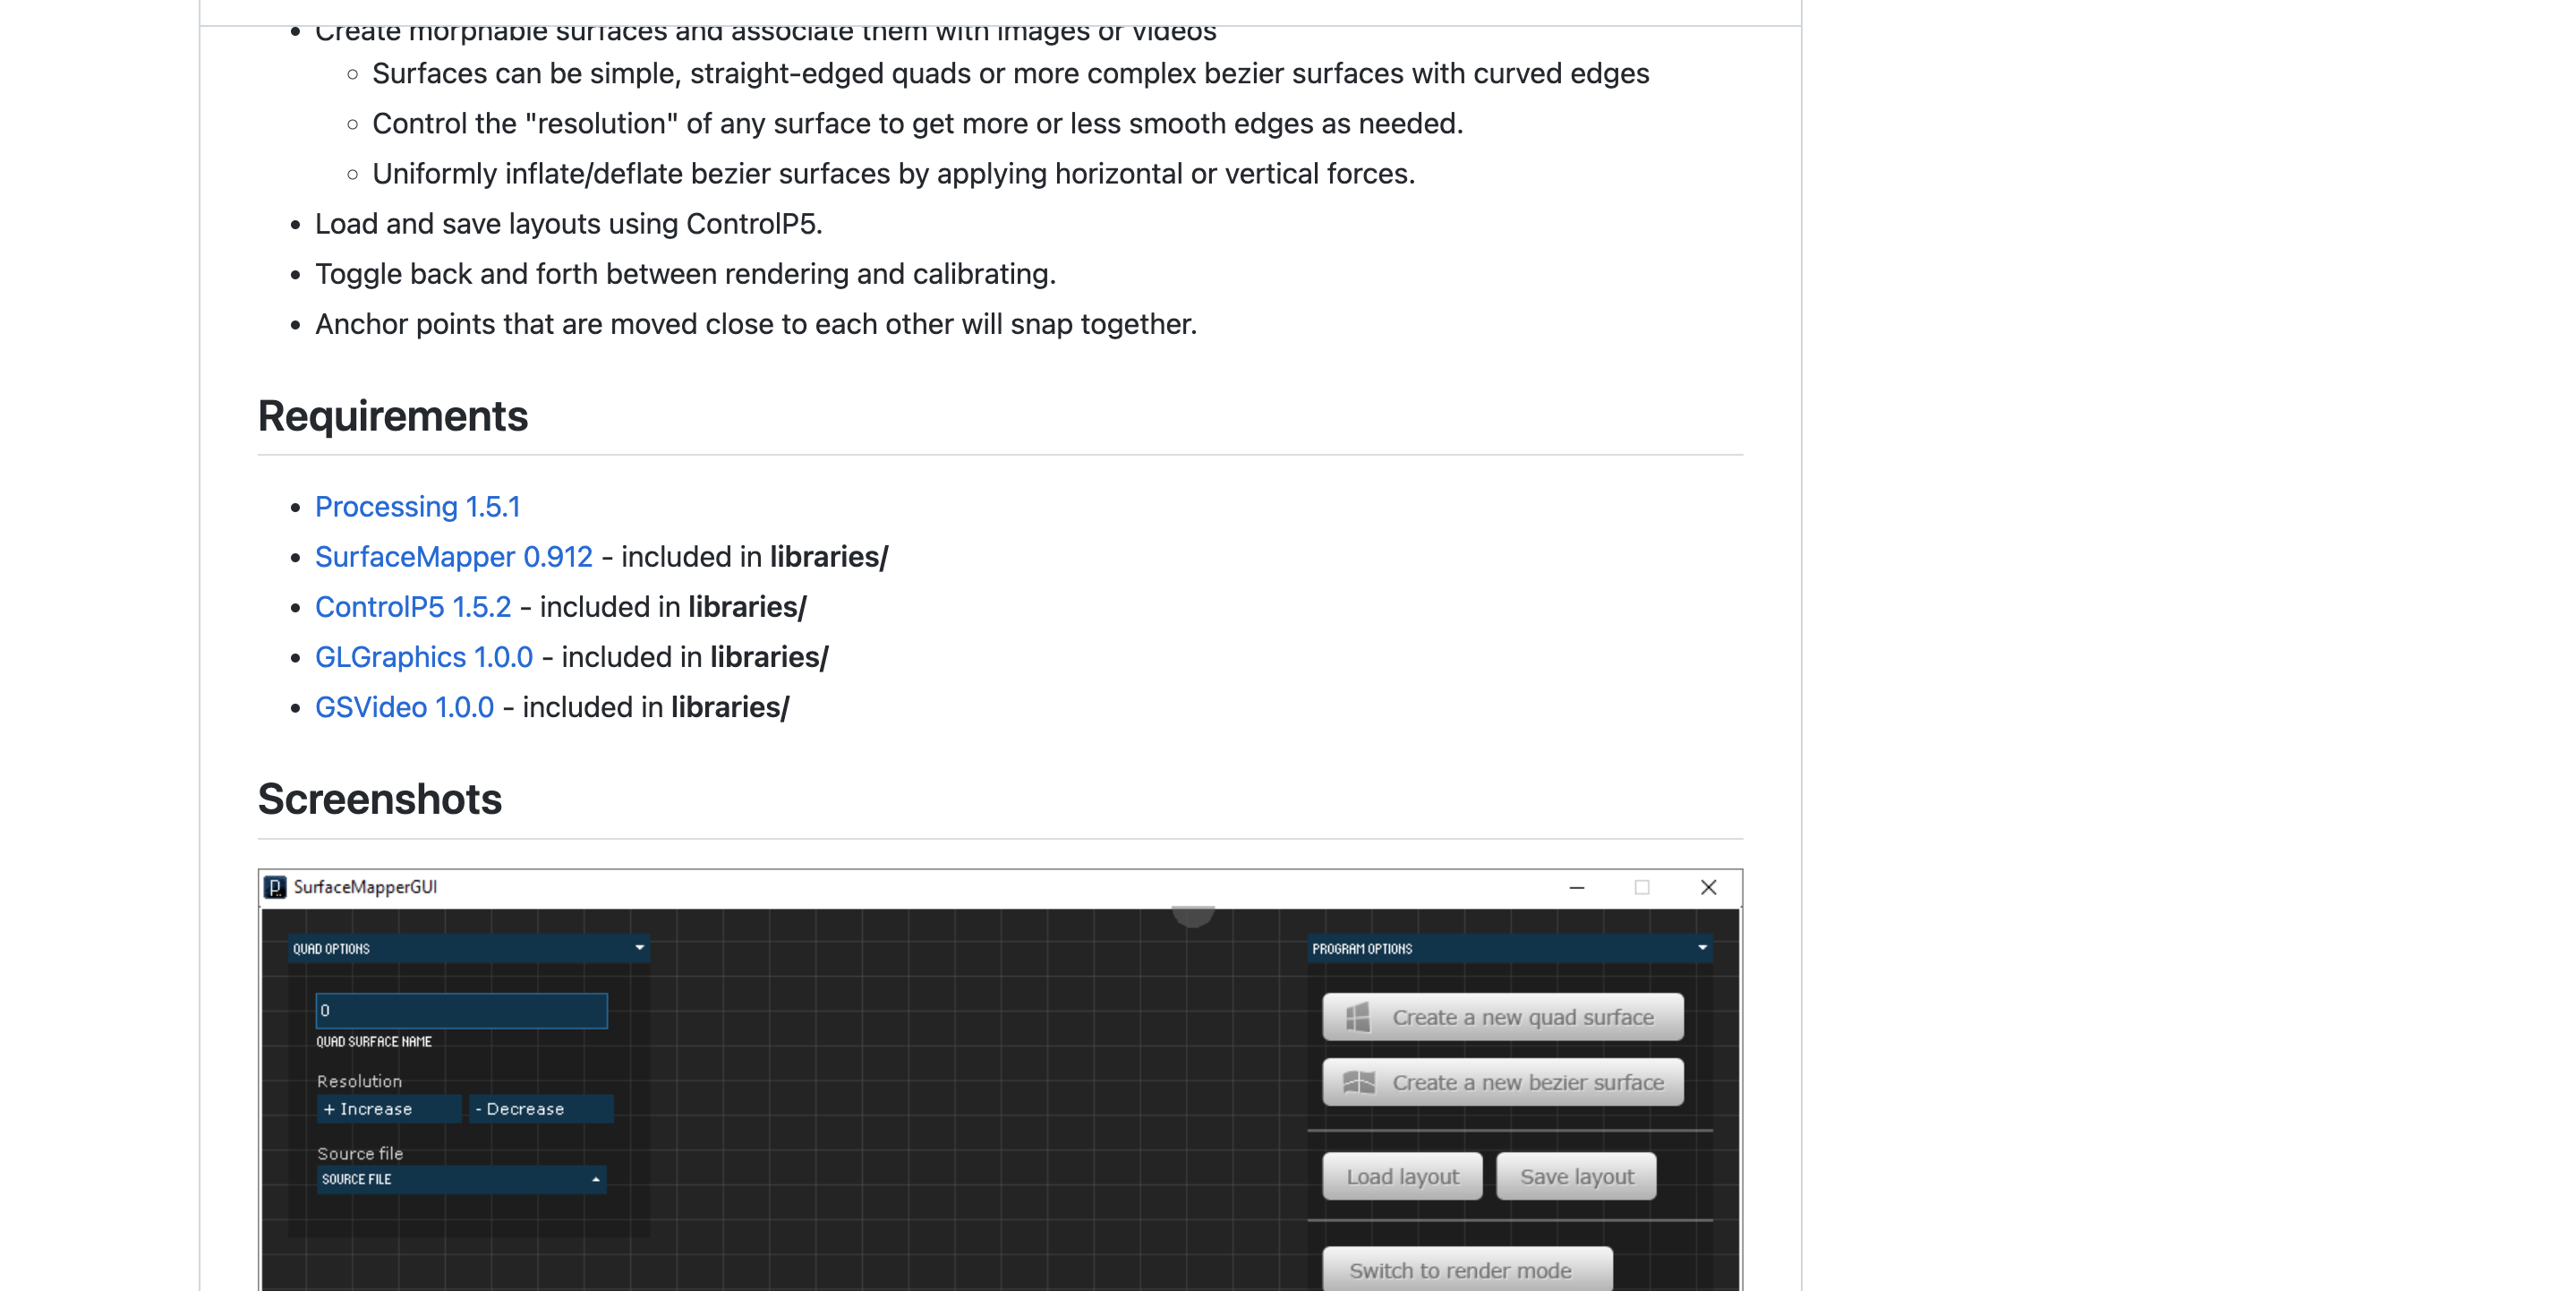 Create morphable surfaces and associate them with images or videos
Surfaces can be simple, straight-edged quads or more complex bezier surfaces with curved edges
Control the "resolution" of any surface to get more or less smooth edges as needed.
Uniformly inflate/deflate bezier surfaces by applying horizontal or vertical forces.
Load and save layouts using ControlP5.
Toggle back and forth between rendering and calibrating.
Anchor points that are moved close to each other will snap together.
Requirements
Processing 1.5.1
SurfaceMapper 0.912 - included in libraries/
ControlP5 1.5.2 - included in libraries/
GLGraphics 1.0.0 - included in libraries/
GSVideo 1.0.0 - included in libraries/
Screenshots
SurfaceMapperGUI
QUAD OPTIONS
0
QUAD SURFACE NAME
Resolution
+ Increase - Decrease
Source file
SOURCE FILE
PROGRAM OPTIONS
Create a new quad surface
Create a new bezier surface
Load layout Save layout
Switch to render mode